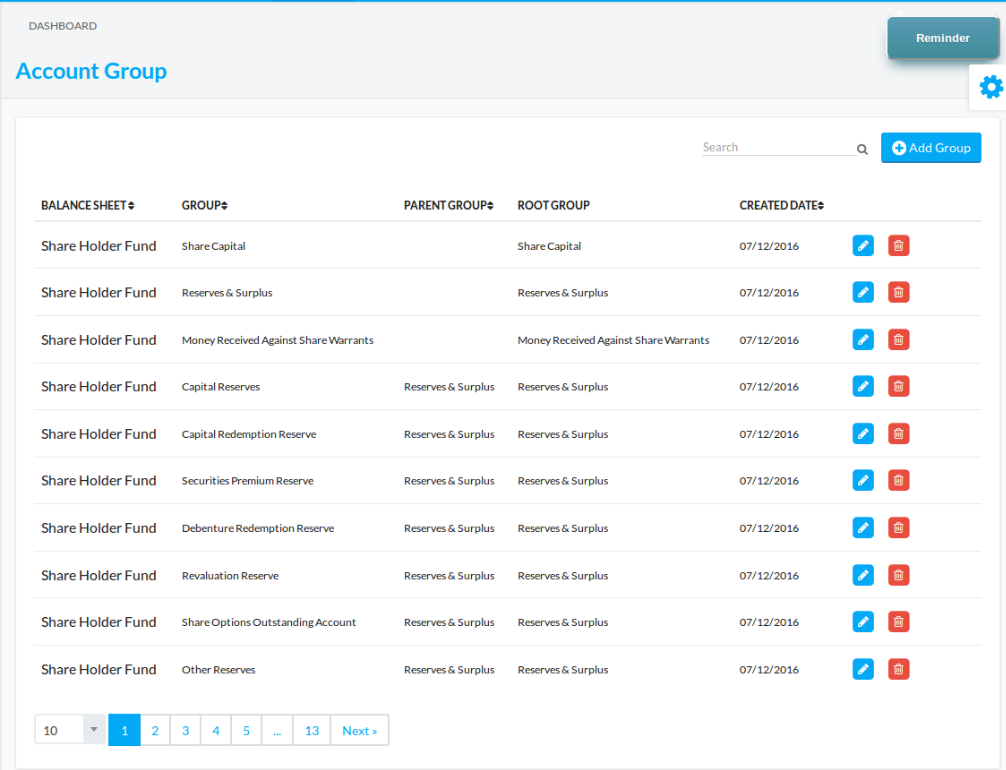 DASHBOARD
Reminder
Account Group
Search
Add Group
BALANCE SHEET GROUP PARENT GROUP ROOT GROUP CREATED DATE
Share Holder Fund Share Capital Share Capital 07/12/2016
Share Holder Fund Reserves & Surplus Reserves & Surplus 07/12/2016
Share Holder Fund Money Received Against Share Warrants Money Received Against Share Warrants 07/12/2016
Share Holder Fund Capital Reserves Reserves & Surplus Reserves & Surplus 07/12/2016
Share Holder Fund Capital Redemption Reserve Reserves & Surplus Reserves & Surplus 07/12/2016
Share Holder Fund Securities Premium Reserve Reserves & Surplus Reserves & Surplus 07/12/2016
Share Holder Fund Debenture Redemption Reserve Reserves & Surplus Reserves & Surplus 07/12/2016
Share Holder Fund Revaluation Reserve Reserves & Surplus Reserves & Surplus 07/12/2016
Share Holder Fund Share Options Outstanding Account Reserves & Surplus Reserves & Surplus 07/12/2016
Share Holder Fund Other Reserves Reserves & Surplus Reserves & Surplus 07/12/2016
10 1 2 3 4 5 ... 13 Next »